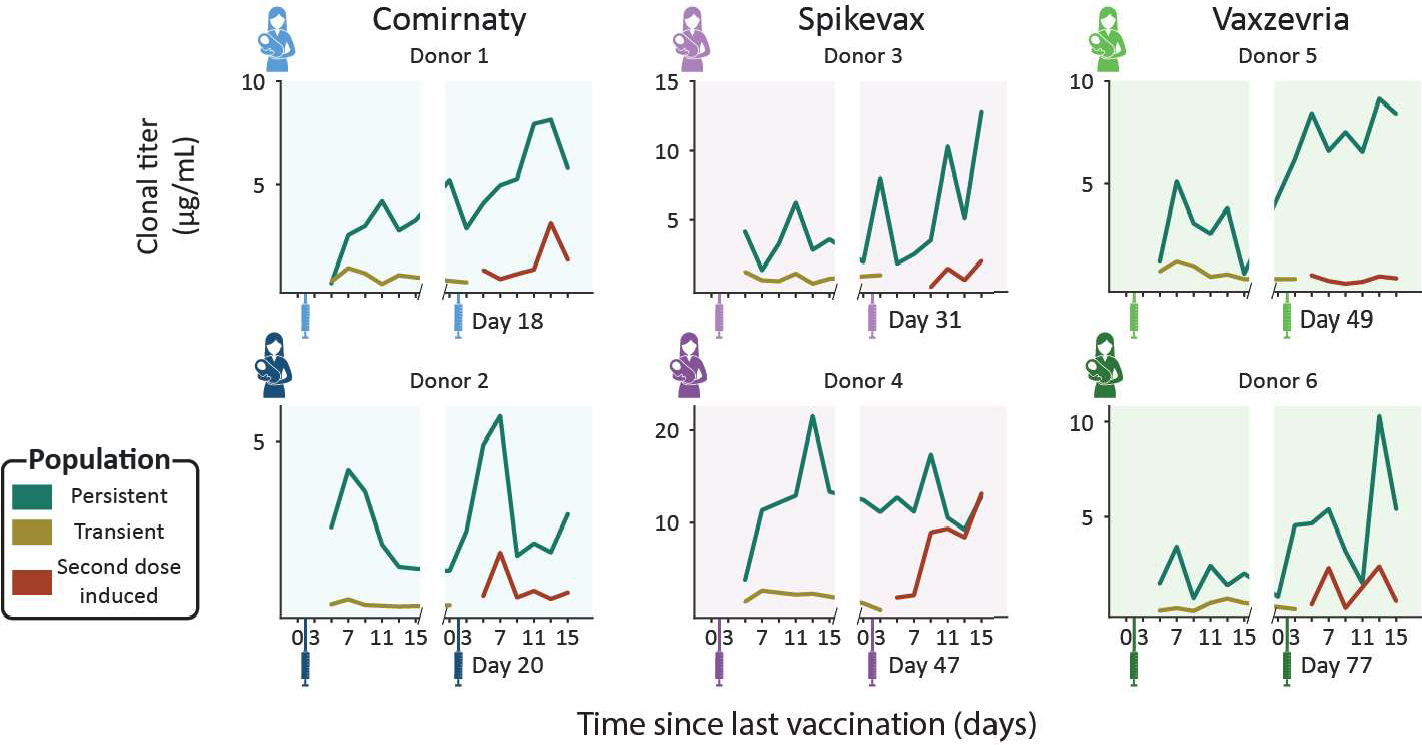 Comirnaty
Spikevax
Vaxzevria
Donor 1
Donor 3
Donor 5
10
5
15
10
5
10
5
Clonal titer
(µg/mL)
Day 18
Day 31
Day 49
Donor 2
Donor 4
Donor 6
5
20
10
10
5
Population
Persistent
Transient
Second dose
induced
0 3 7 11 15 0 3 7 11 15
0 3 7 11 15 0 3 7 11 15
0 3 7 11 15 0 3 7 11 15
Day 20
Day 47
Day 77
Time since last vaccination (days)